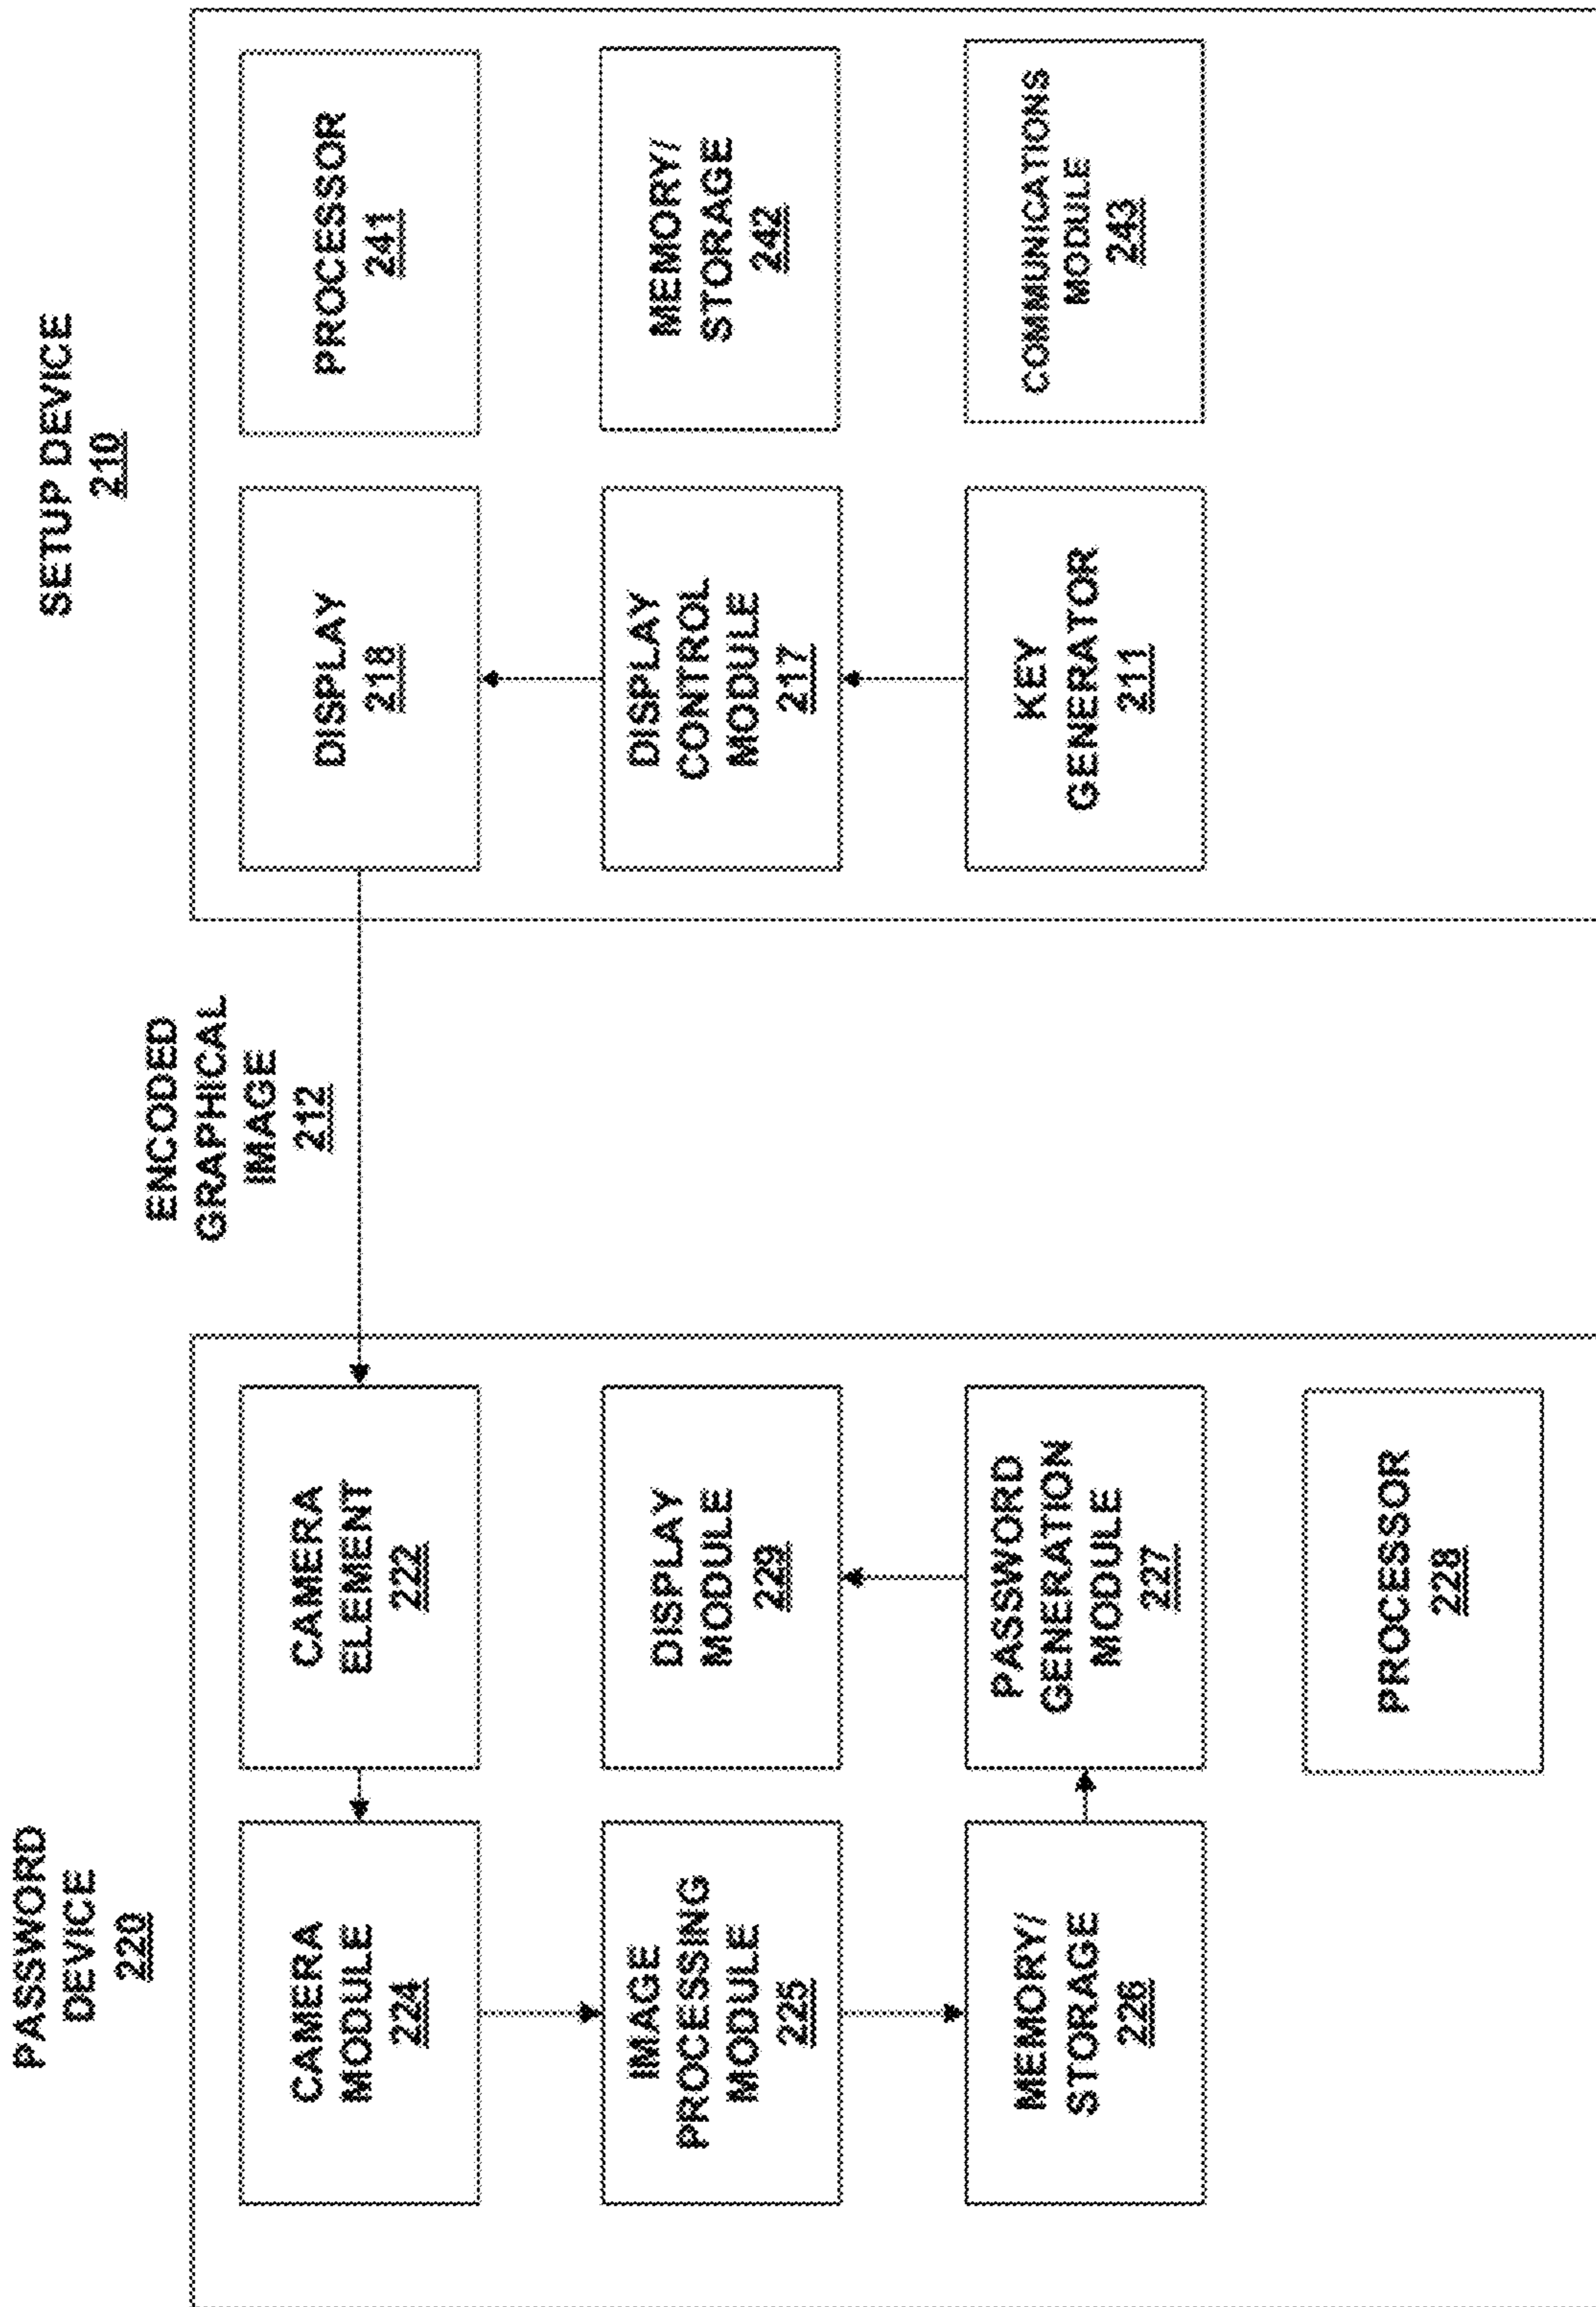 PASSWORD
DEVICE
220
CAMERA
MODULE
224
CAMERA
ELEMENT
222
IMAGE
PROCESSING
MODULE
225
DISPLAY
MODULE
229
MEMORY/
STORAGE
226
PASSWORD
GENERATION
MODULE
227
PROCESSOR
228
ENCODED
GRAPHICAL
IMAGE
212
SETUP DEVICE
210
DISPLAY
218
PROCESSOR
241
DISPLAY
CONTROL
MODULE
217
MEMORY/
STORAGE
242
KEY
GENERATOR
211
COMMUNICATIONS
MODULE
243